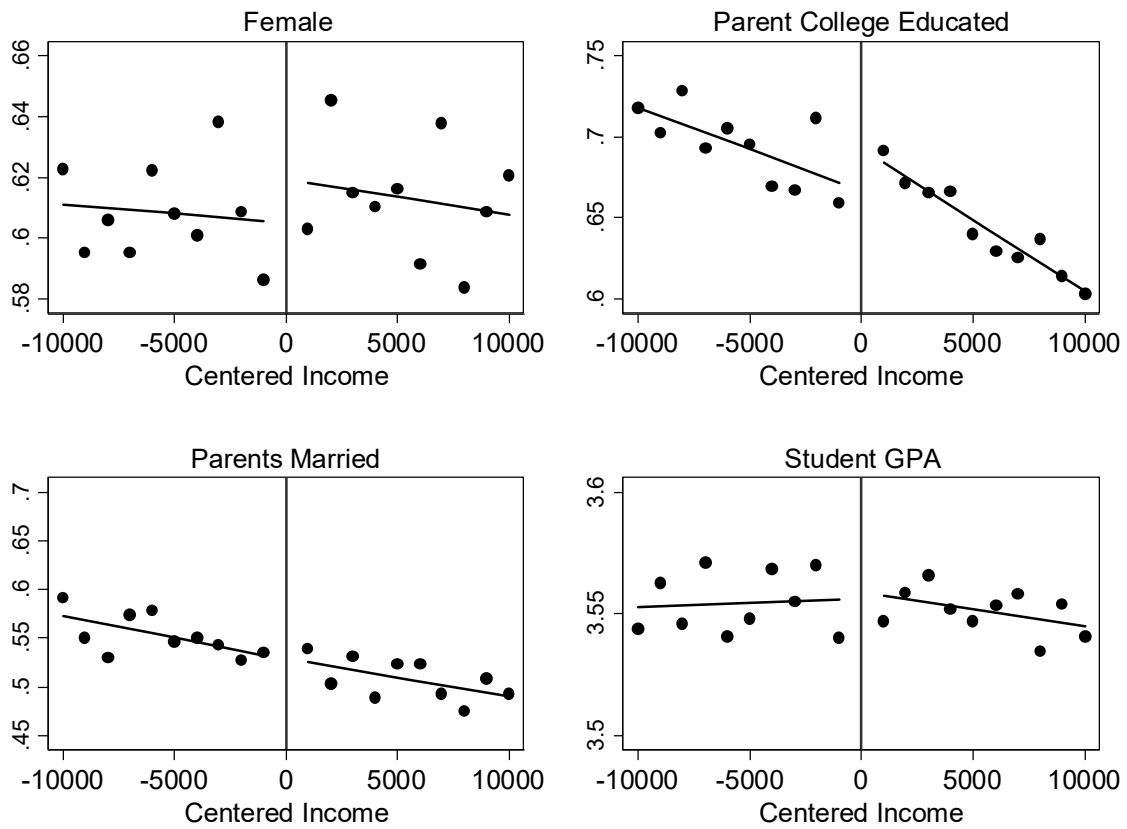 Female
.66
.64
.62
.6
.58
-10000 -5000 0 5000 10000
Centered Income
Parent College Educated
.75
.7
.65
.6
-10000 -5000 0 5000 10000
Centered Income
Parents Married
.7
.65
.6
.55
.5
.45
-10000 -5000 0 5000 10000
Centered Income
Student GPA
3.6
3.55
3.5
-10000 -5000 0 5000 10000
Centered Income